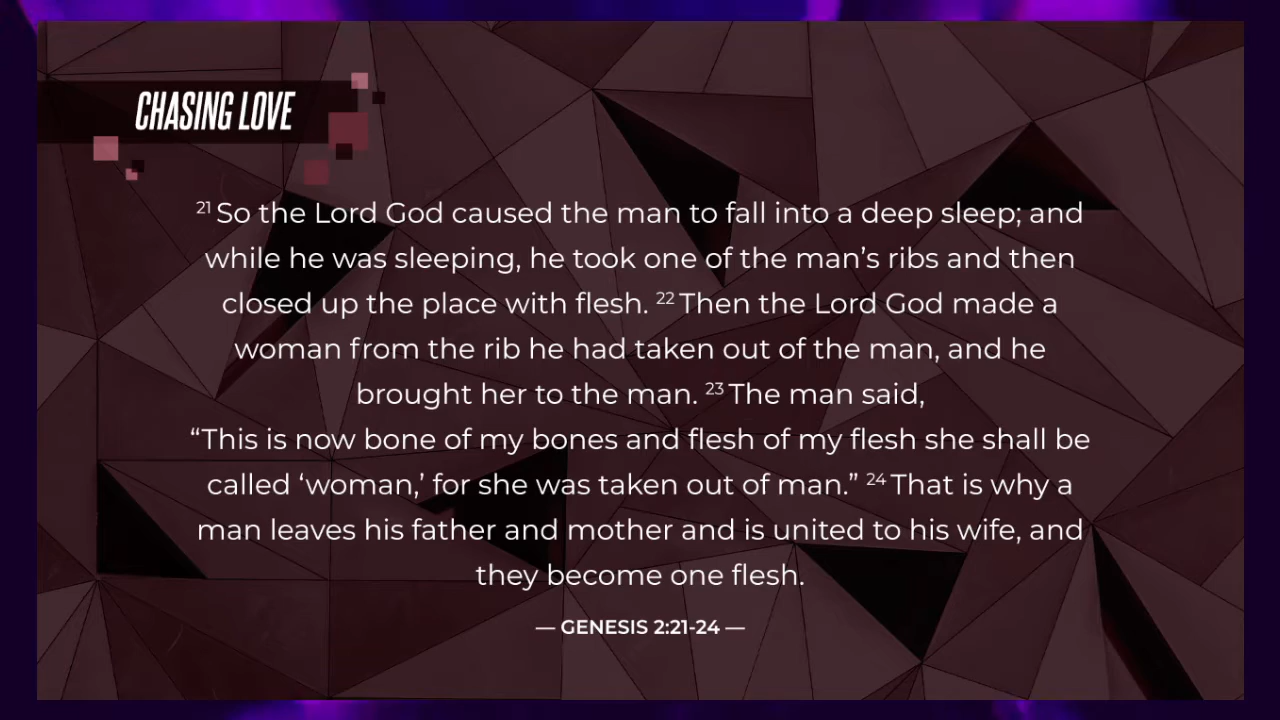 CHASING LOVE
21 So the Lord God caused the man to fall into a deep sleep; and
while he was sleeping, he took one of the man’s ribs and then
closed up the place with flesh. 22 Then the Lord God made a
woman from the rib he had taken out of the man, and he
brought her to the man. 23 The man said,
“This is now bone of my bones and flesh of my flesh she shall be
called ‘woman,’ for she was taken out of man.” 24 That is why a
man leaves his father and mother and is united to his wife, and
they become one flesh.
— GENESIS 2:21-24 —